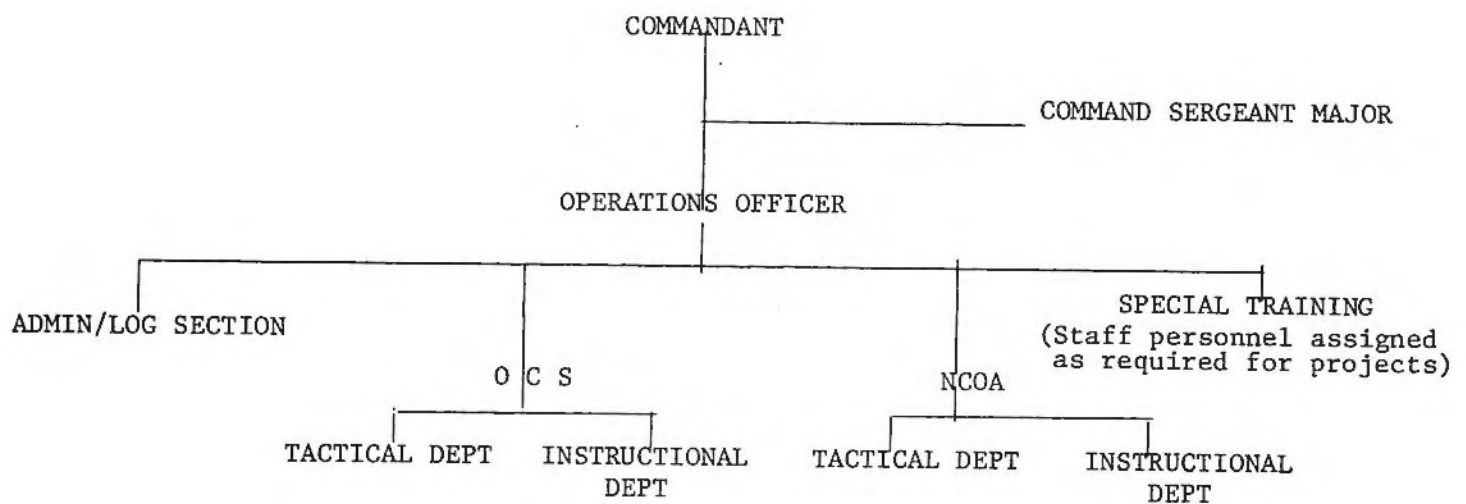 COMMANDANT
COMMAND SERGEANT MAJOR
OPERATIONS OFFICER
ADMIN/LOG SECTION
SPECIAL TRAINING
(Staff personnel assigned
as required for projects)
O C S
NCOA
TACTICAL DEPT
INSTRUCTIONAL
DEPT
TACTICAL DEPT
INSTRUCTIONAL
DEPT